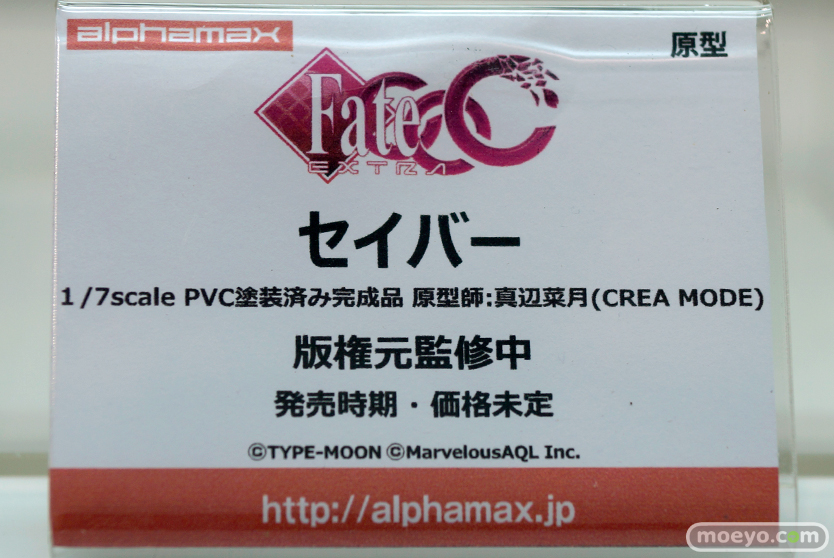 alphamax
原型
Fate CCC
EXTRA
セイバー
1/7scale PVC塗装済み完成品 原型師:真辺菜月(CREA MODE)
版権元監修中
発売時期・価格未定
©TYPE-MOON ©MarvelousAQL Inc.
http://alphamax.jp
moeyo.com